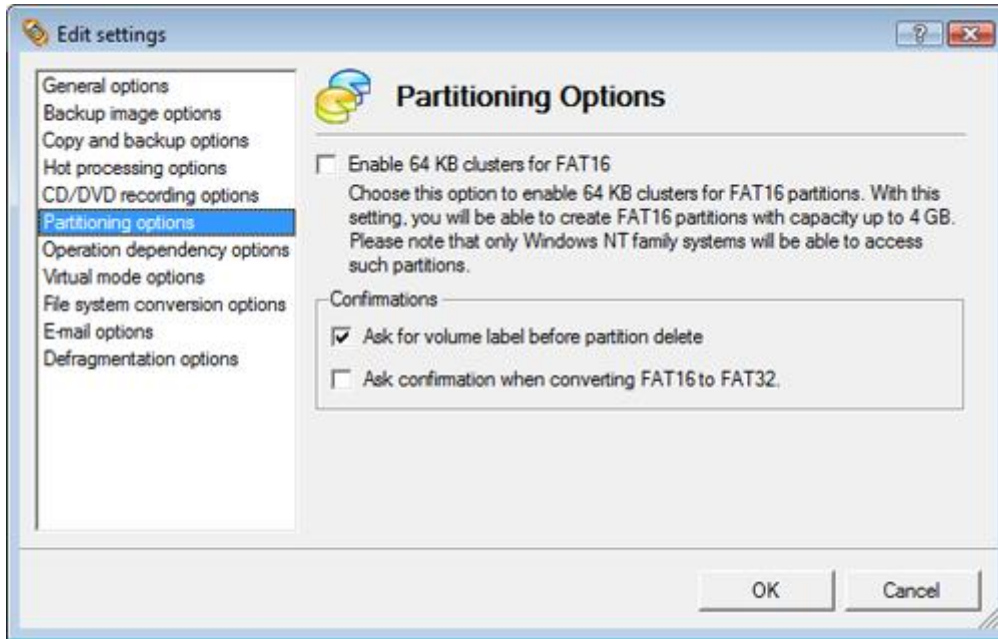 Edit settings
General options
Backup image options
Copy and backup options
Hot processing options
CD/DVD recording options
Partitioning options
Operation dependency options
Virtual mode options
File system conversion options
E-mail options
Defragmentation options
Partitioning Options
Enable 64 KB clusters for FAT16
Choose this option to enable 64 KB clusters for FAT16 partitions. With this
setting, you will be able to create FAT16 partitions with capacity up to 4 GB.
Please note that only Windows NT family systems will be able to access
such partitions.
Confirmations
Ask for volume label before partition delete
Ask confirmation when converting FAT16 to FAT32.
OK
Cancel